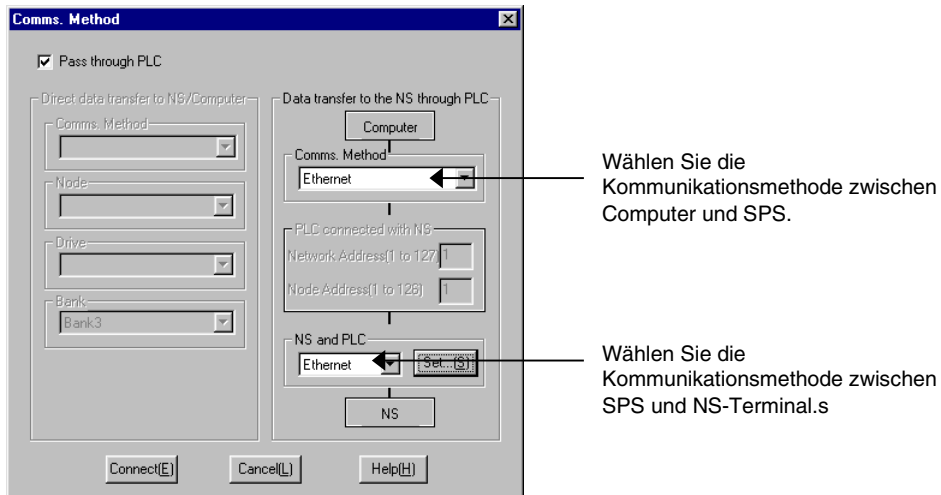 Comms. Method
Pass through PLC
Direct data transfer to NS/Computer
Comms. Method
Node
Drive
Bank
Bank3
Data transfer to the NS through PLC
Computer
Comms. Method
Ethernet
PLC connected with NS
Network Address(1 to 127)
1
Node Address(1 to 126)
1
NS and PLC
Ethernet
Set...(S)
NS
Connect(E)
Cancel(L)
Help(H)
Wählen Sie die
Kommunikationsmethode zwischen
Computer und SPS.
Wählen Sie die
Kommunikationsmethode zwischen
SPS und NS-Terminal.s